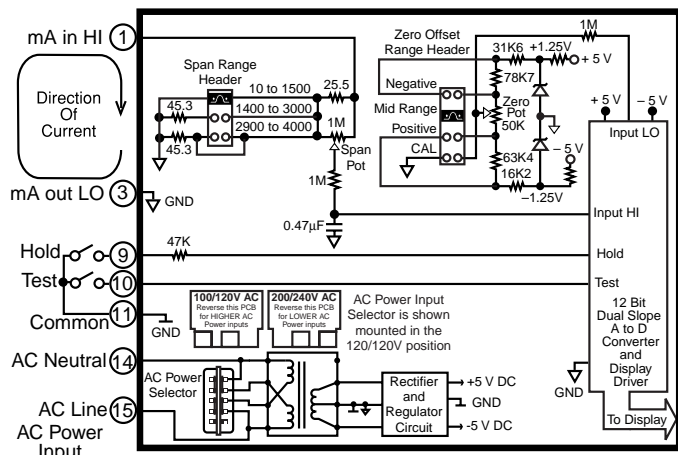 mA in HI 1
Direction
Of
Current
mA out LO 3
GND
Span Range
Header
10 to 1500
1400 to 3000
2900 to 4000
45.3
45.3
25.5
1M
Span
Pot
1M
0.47µF
Zero Offset
Range Header
Negative
Mid Range
Positive
CAL
31K6
+1.25V
+ 5 V
78K7
Zero
Pot
50K
63K4
16K2
–1.25V
– 5 V
1M
+ 5 V
– 5 V
Input LO
Input HI
Hold
Test
12 Bit
Dual Slope
A to D
Converter
and
Display
Driver
GND
To Display
Hold 9
47K
Test 10
Common 11
GND
100/120V AC
Reverse this PCB
for HIGHER AC
Power inputs
200/240V AC
Reverse this PCB
for LOWER AC
Power inputs
AC Power Input
Selector is shown
mounted in the
120/120V position
AC Neutral 14
AC Line 15
AC Power
Input
AC Power
Selector
Rectifier
and
Regulator
Circuit
+5 V DC
GND
-5 V DC